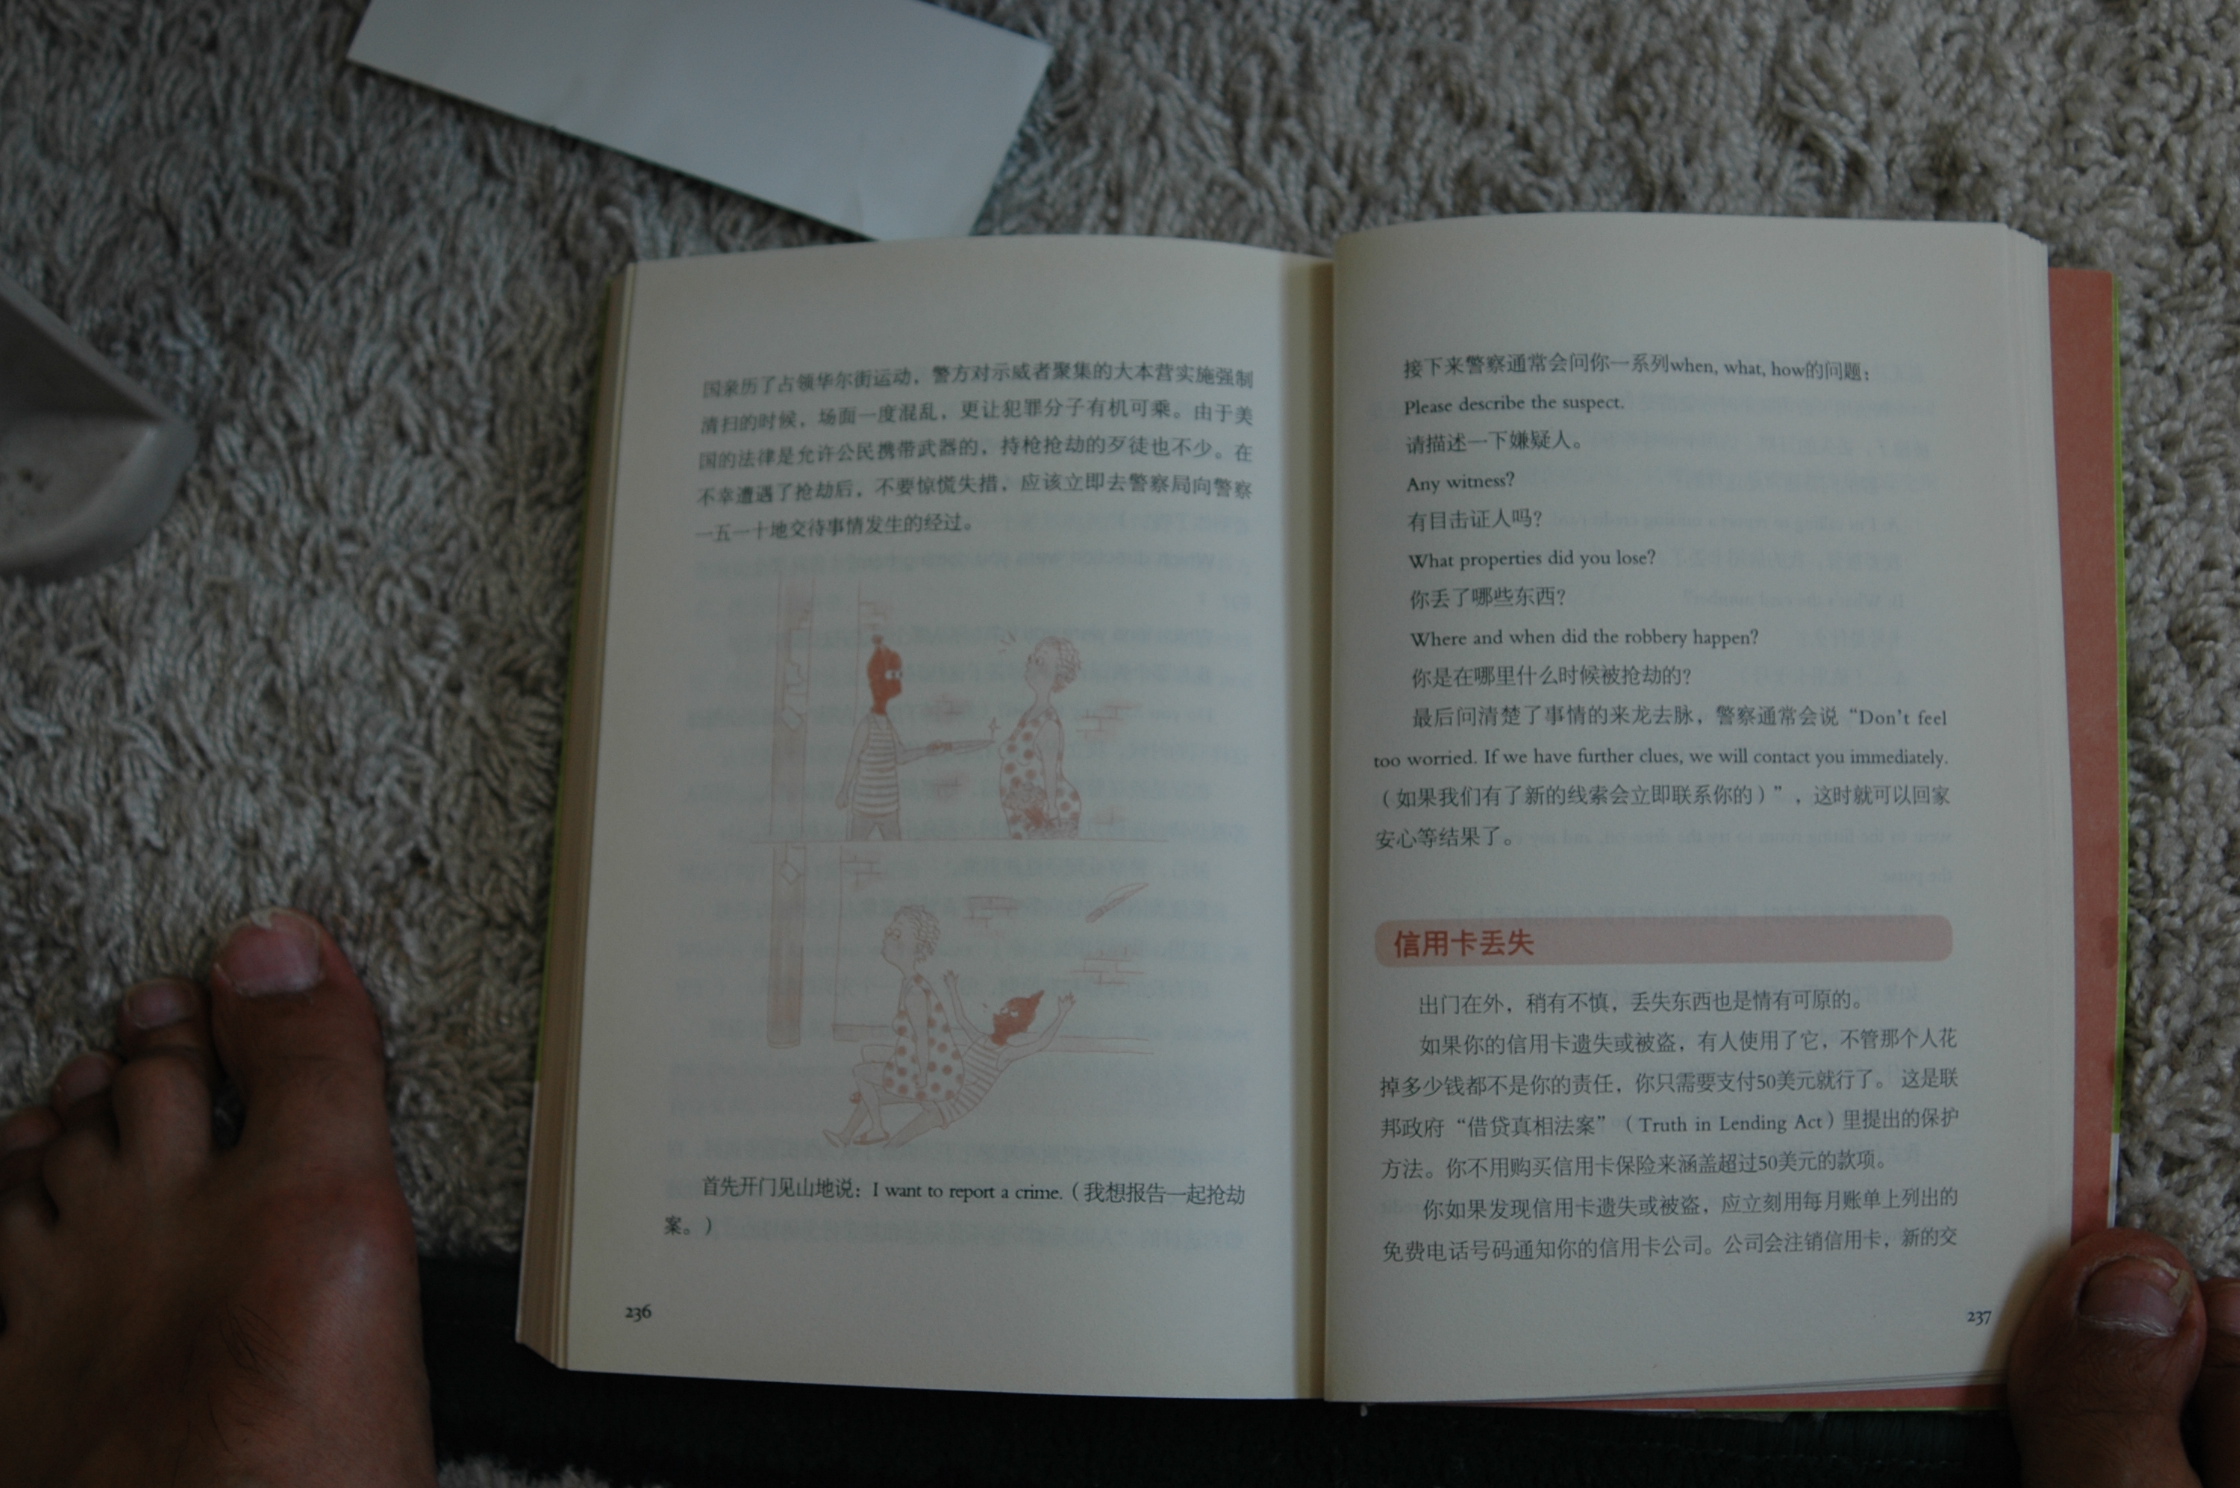 国亲历了占领华尔街运动，警方对示威者聚集的大本营实施强制
清扫的时候，场面一度混乱，更让犯罪分子有机可乘。由于美
国的法律是允许公民携带武器的，持枪抢劫的歹徒也不少。在
不幸遭遇了抢劫后，不要惊慌失措，应该立即去警察局向警察
一五一十地交待事情发生的经过。
首先开门见山地说：I want to report a crime.（我想报告一起抢劫
案。）
236
接下来警察通常会问你一系列when, what, how的问题：
Please describe the suspect.
请描述一下嫌疑人。
Any witness?
有目击证人吗？
What properties did you lose?
你丢了哪些东西？
Where and when did the robbery happen?
你是在哪里什么时候被抢劫的？
最后问清楚了事情的来龙去脉，警察通常会说“Don't feel
too worried. If we have further clues, we will contact you immediately.
（如果我们有了新的线索会立即联系你的）”，这时就可以回家
安心等结果了。
信用卡丢失
出门在外，稍有不慎，丢失东西也是情有可原的。
如果你的信用卡遗失或被盗，有人使用了它，不管那个人花
掉多少钱都不是你的责任，你只需要支付50美元就行了。这是联
邦政府“借贷真相法案”（Truth in Lending Act）里提出的保护
方法。你不用购买信用卡保险来涵盖超过50美元的款项。
你如果发现信用卡遗失或被盗，应立刻用每月账单上列出的
免费电话号码通知你的信用卡公司。公司会注销信用卡，新的交
237